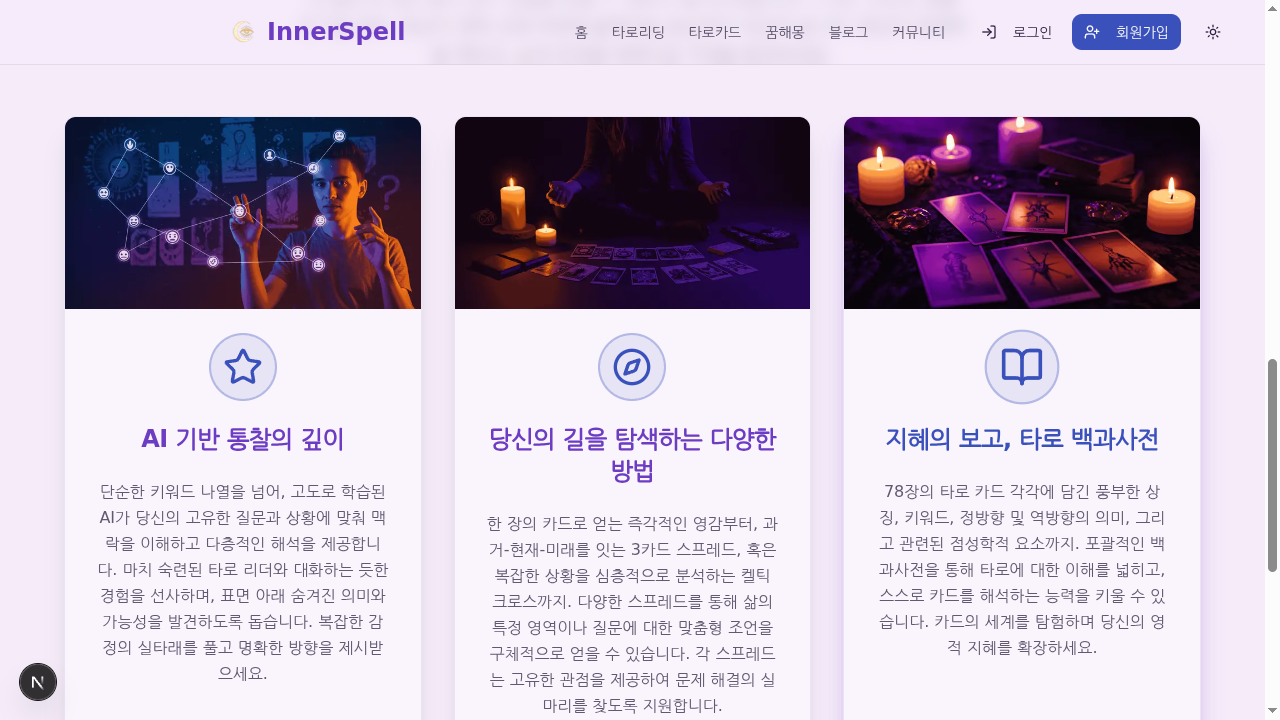 InnerSpell
홈
타로리딩
타로카드
꿈해몽
블로그
커뮤니티
로그인
회원가입
AI 기반 통찰의 깊이
단순한 키워드 나열을 넘어, 고도로 학습된
AI가 당신의 고유한 질문과 상황에 맞춰 맥
락을 이해하고 다층적인 해석을 제공합니
다. 마치 숙련된 타로 리더와 대화하는 듯한
경험을 선사하며, 표면 아래 숨겨진 의미와
가능성을 발견하도록 돕습니다. 복잡한 감
정의 실타래를 풀고 명확한 방향을 제시받
으세요.
당신의 길을 탐색하는 다양한
방법
한 장의 카드로 얻는 즉각적인 영감부터, 과
거-현재-미래를 잇는 3카드 스프레드, 혹은
복잡한 상황을 심층적으로 분석하는 켈틱
크로스까지. 다양한 스프레드를 통해 삶의
특정 영역이나 질문에 대한 맞춤형 조언을
구체적으로 얻을 수 있습니다. 각 스프레드
는 고유한 관점을 제공하여 문제 해결의 실
마리를 찾도록 지원합니다.
지혜의 보고, 타로 백과사전
78장의 타로 카드 각각에 담긴 풍부한 상
징, 키워드, 정방향 및 역방향의 의미, 그리
고 관련된 점성학적 요소까지. 포괄적인 백
과사전을 통해 타로에 대한 이해를 넓히고,
스스로 카드를 해석하는 능력을 키울 수 있
습니다. 카드의 세계를 탐험하며 당신의 영
적 지혜를 확장하세요.
N